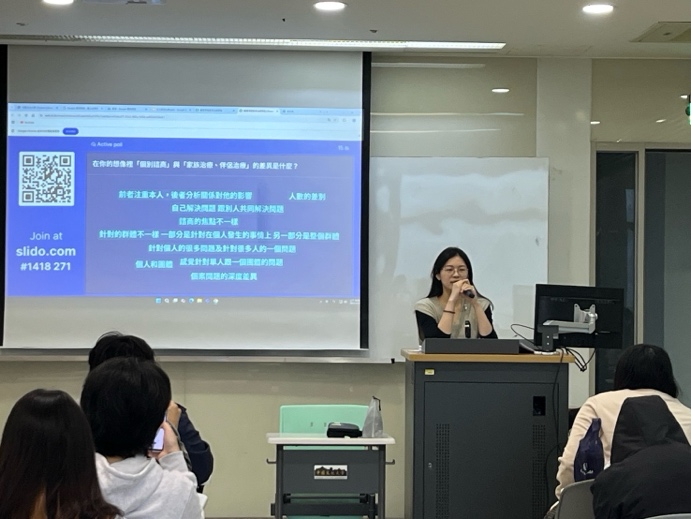 Active poll
在你的想像裡「個別諮商」與「家族治療、伴侶治療」的差異是什麼？
前者注重本人，後者分析關係對他的影響
人數的差別
自己解決問題 跟別人共同解決問題
諮商的焦點不一樣
針對的群體不一樣 一部分是針對在個人發生的事情上 另一部分是整個群體
針對個人的很多問題及針對很多人的一個問題
個人和團體
感覺針對單人跟一個團體的問題
個案問題的深度差異
Join at
slido.com
#1418 271